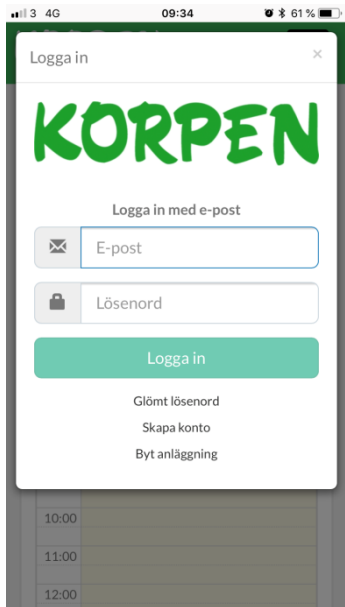 3 4G 09:34 61 %
Logga in ×
KORPEN
Logga in med e-post
E-post
Lösenord
Logga in
Glömt lösenord
Skapa konto
Byt anläggning
10:00
11:00
12:00